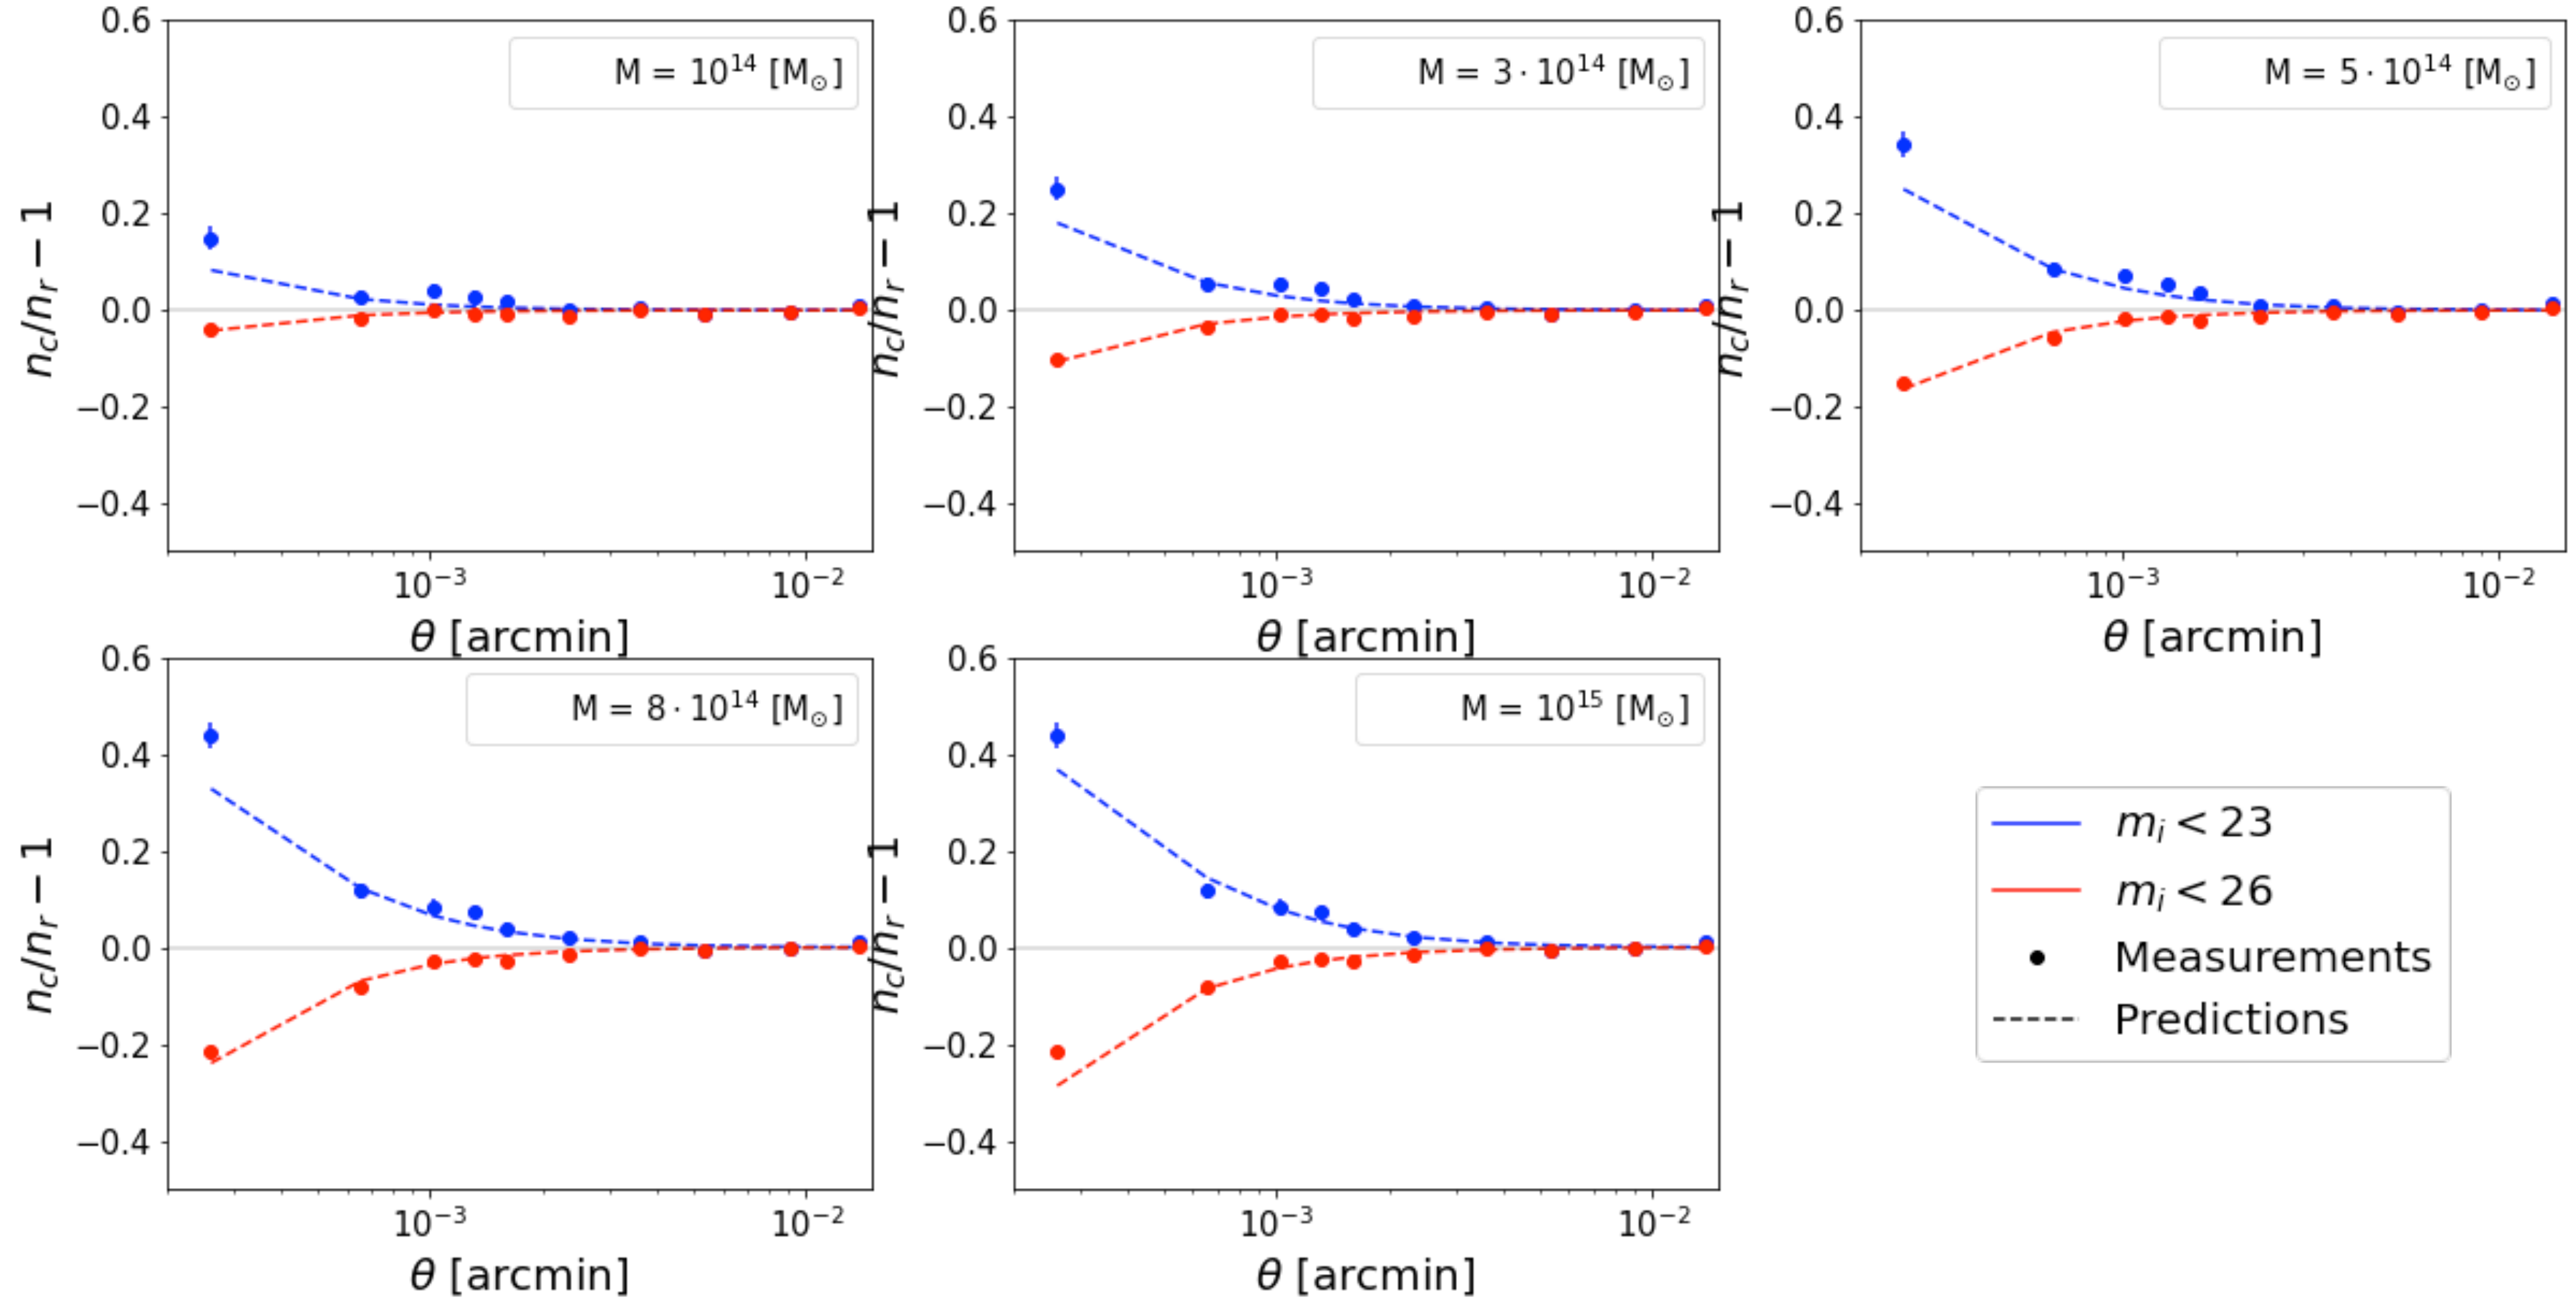 0.6
0.4
0.2
0.0
−0.2
−0.4
n_c/n_r − 1
M = 10^14 [M_⊙]
10^−3
10^−2
θ [arcmin]
0.6
0.4
0.2
0.0
−0.2
−0.4
n_c/n_r − 1
M = 3 · 10^14 [M_⊙]
10^−3
10^−2
θ [arcmin]
0.6
0.4
0.2
0.0
−0.2
−0.4
n_c/n_r − 1
M = 5 · 10^14 [M_⊙]
10^−3
10^−2
θ [arcmin]
0.6
0.4
0.2
0.0
−0.2
−0.4
n_c/n_r − 1
M = 8 · 10^14 [M_⊙]
10^−3
10^−2
θ [arcmin]
0.6
0.4
0.2
0.0
−0.2
−0.4
n_c/n_r − 1
M = 10^15 [M_⊙]
10^−3
10^−2
θ [arcmin]
m_i < 23
m_i < 26
Measurements
Predictions